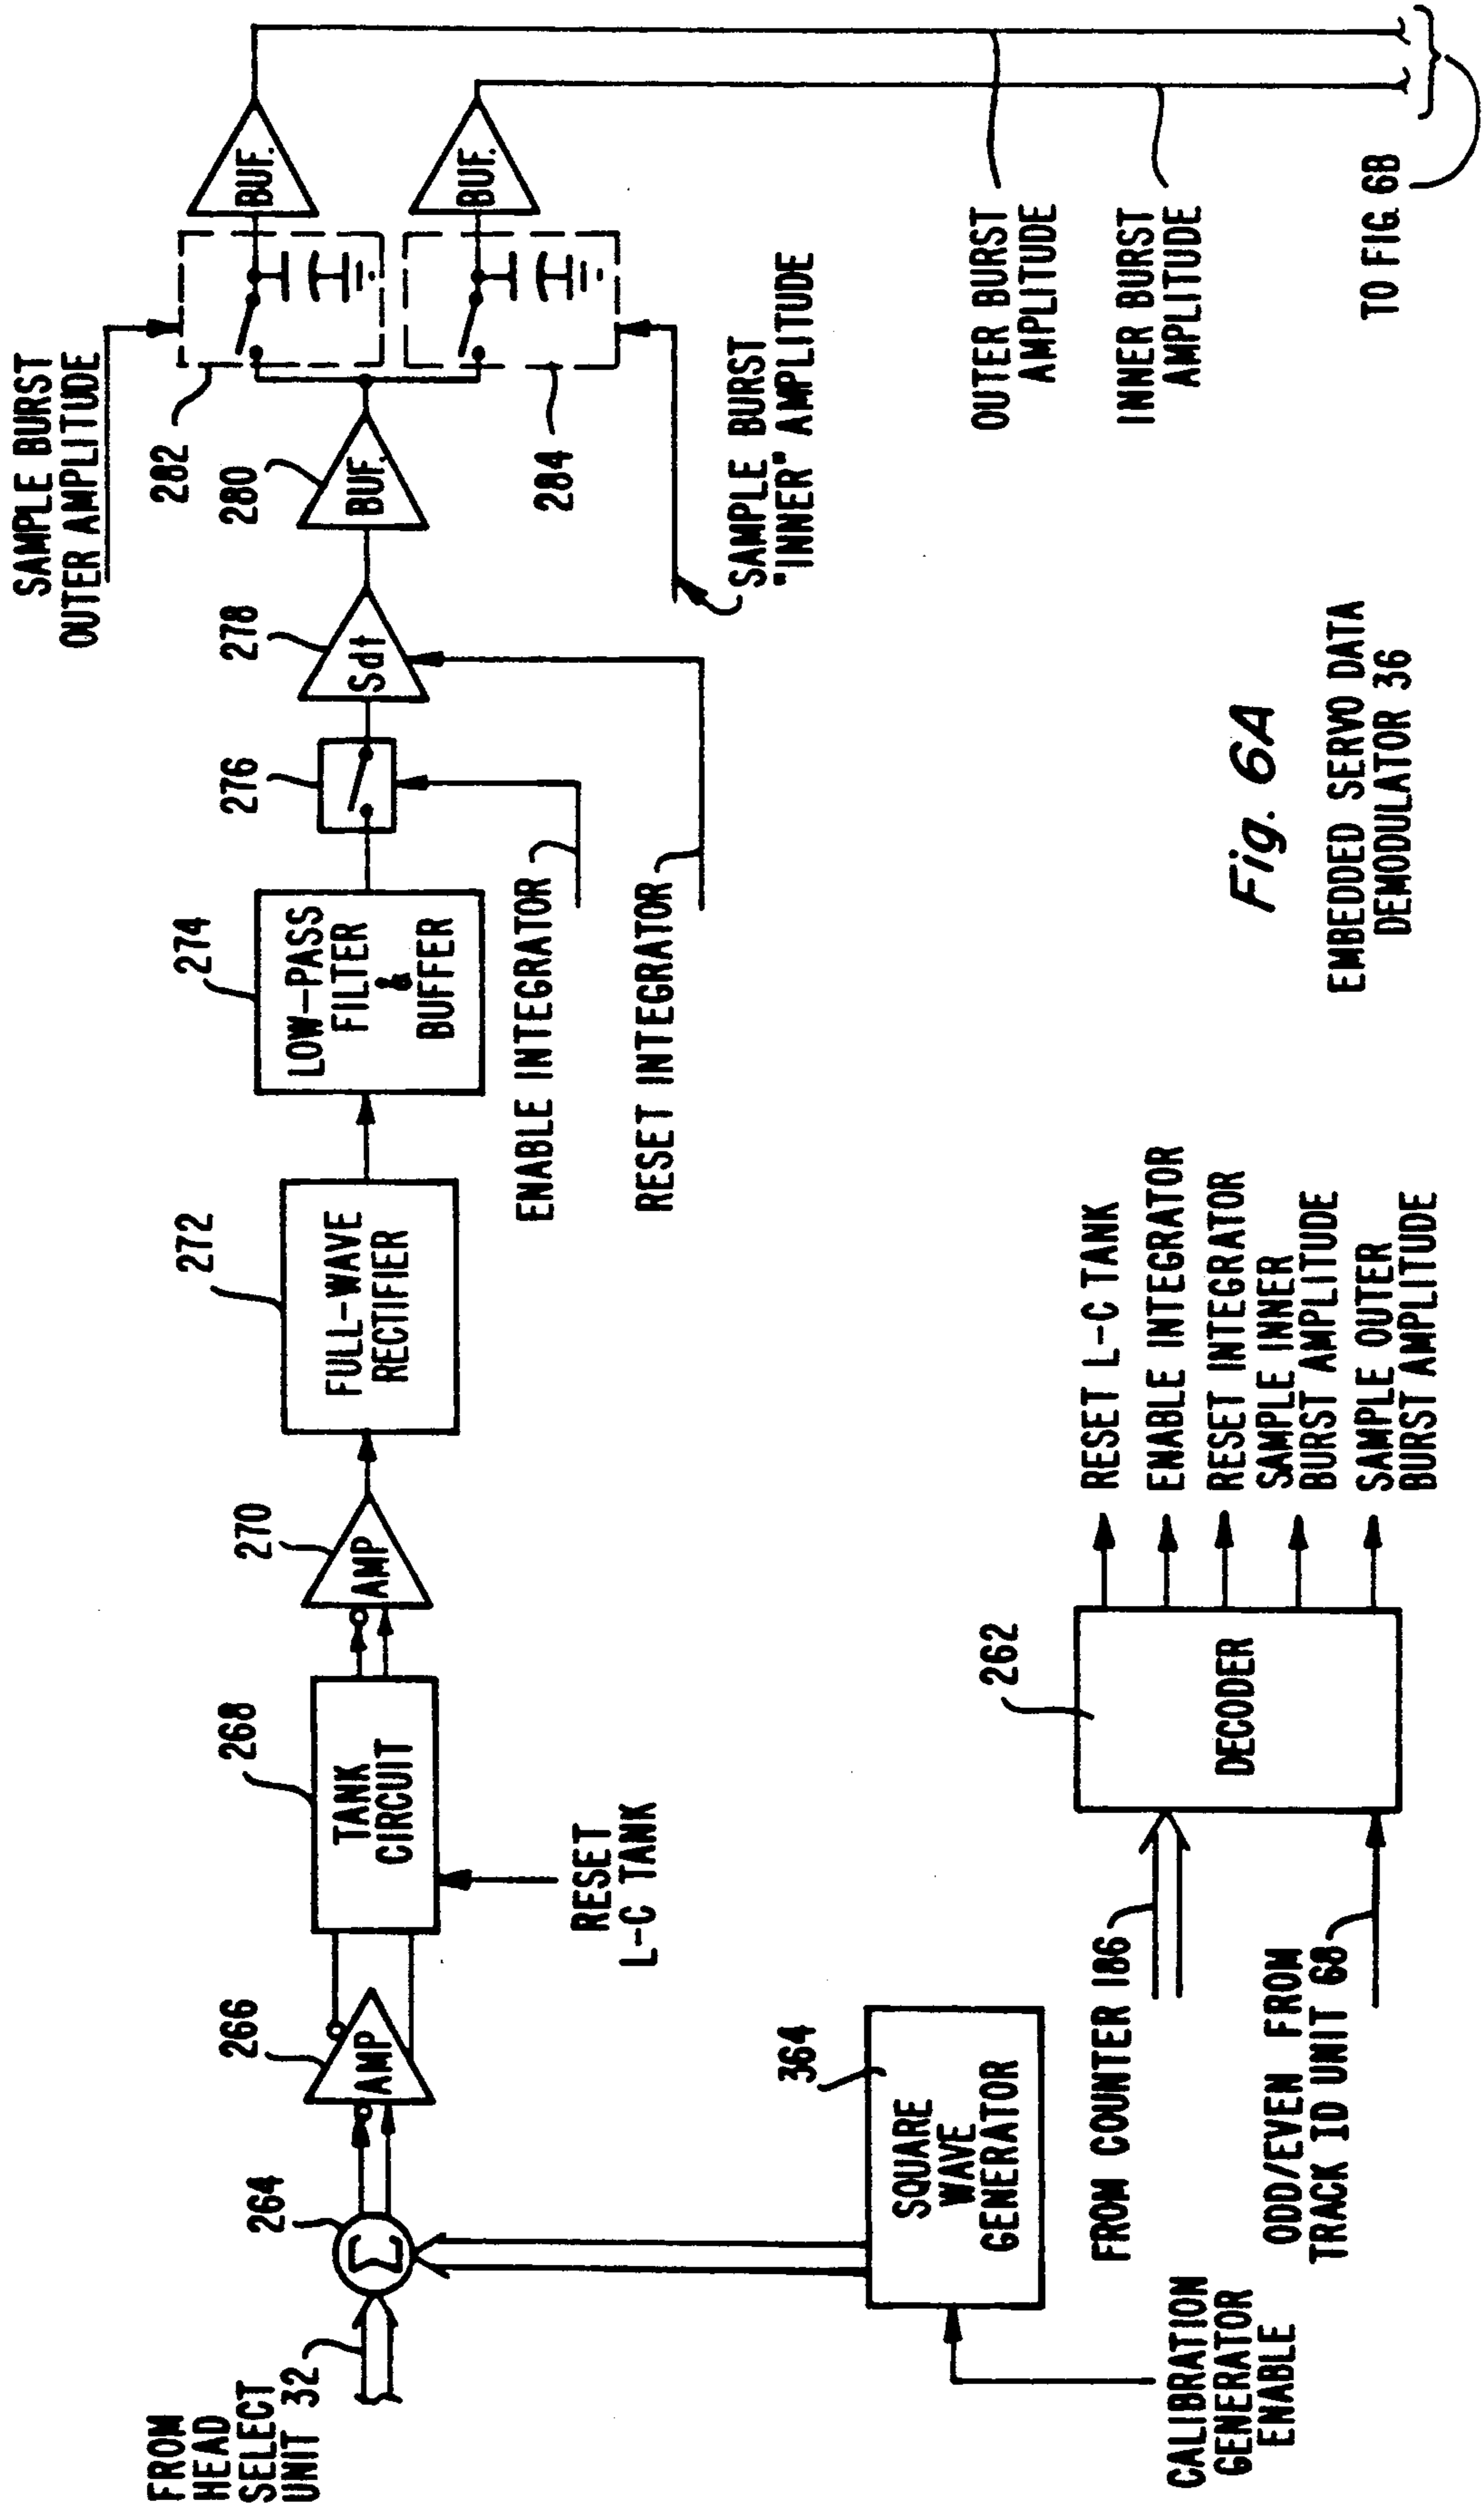 FROM
HEAD
SELECT
UNIT 32
264
266
AMP
268
TANK
CIRCUIT
RESET
L-C TANK
270
AMP
272
FULL-WAVE
RECTIFIER
274
LOW-PASS
FILTER
&
BUFFER
276
ENABLE INTEGRATOR
RESET INTEGRATOR
278
Sdt
280
BUF.
SAMPLE BURST
OUTER AMPLITUDE
282
BUF.
284
BUF.
SAMPLE BURST
"INNER" AMPLITUDE
OUTER BURST
AMPLITUDE
INNER BURST
AMPLITUDE
TO FIG 6B
Σ
364
SQUARE
WAVE
GENERATOR
CALIBRATION
GENERATOR
ENABLE
FROM COUNTER 186
ODD/EVEN FROM
TRACK ID UNIT 68
262
DECODER
RESET L-C TANK
ENABLE INTEGRATOR
RESET INTEGRATOR
SAMPLE INNER
BURST AMPLITUDE
SAMPLE OUTER
BURST AMPLITUDE
Fig. 6A
EMBEDDED SERVO DATA
DEMODULATOR 36